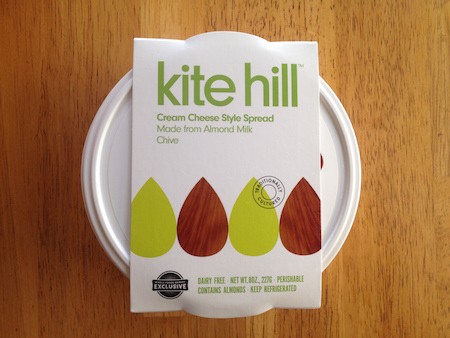 kite hill™
Cream Cheese Style Spread
Made from Almond Milk
Chive
TRADITIONALLY CULTURED
EXCLUSIVE
DAIRY FREE · NET WT. 8OZ., 227G · PERISHABLE
CONTAINS ALMONDS · KEEP REFRIGERATED